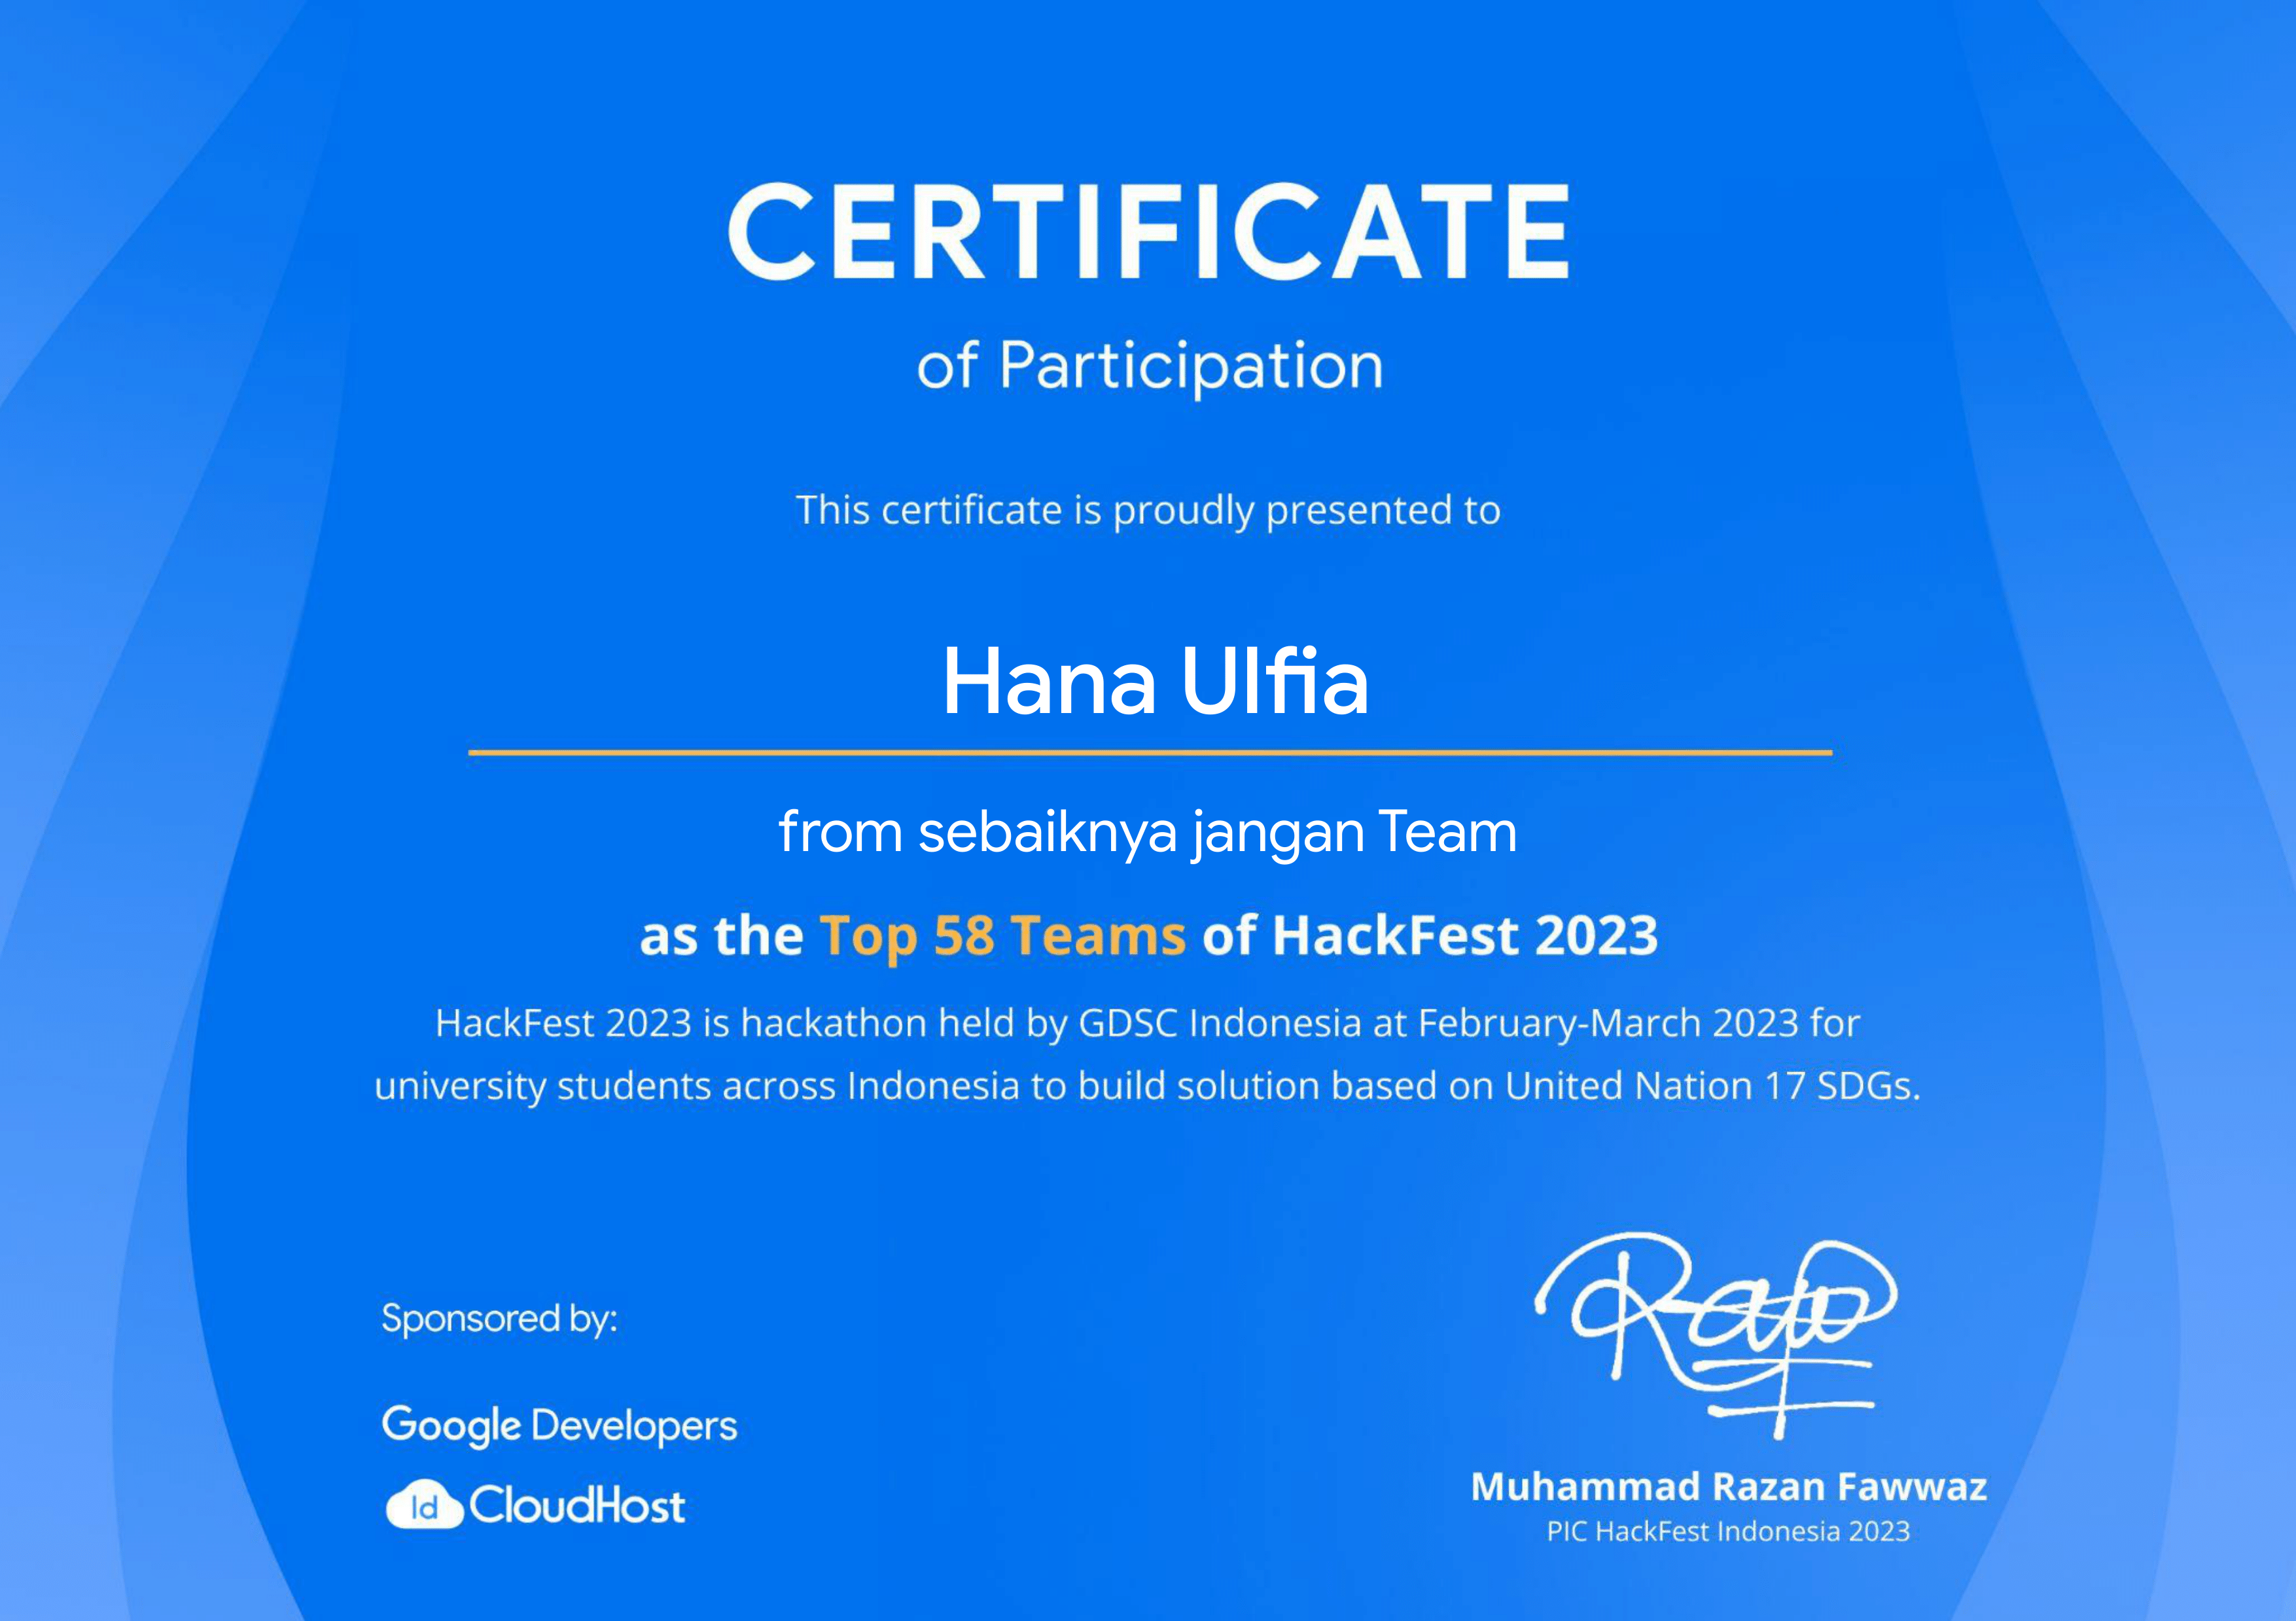 CERTIFICATE
of Participation
This certificate is proudly presented to
Hana Ulfia
from sebaiknya jangan Team
as the Top 58 Teams of HackFest 2023
HackFest 2023 is hackathon held by GDSC Indonesia at February-March 2023 for
university students across Indonesia to build solution based on United Nation 17 SDGs.
Sponsored by:
Google Developers
Id CloudHost
Muhammad Razan Fawwaz
PIC HackFest Indonesia 2023